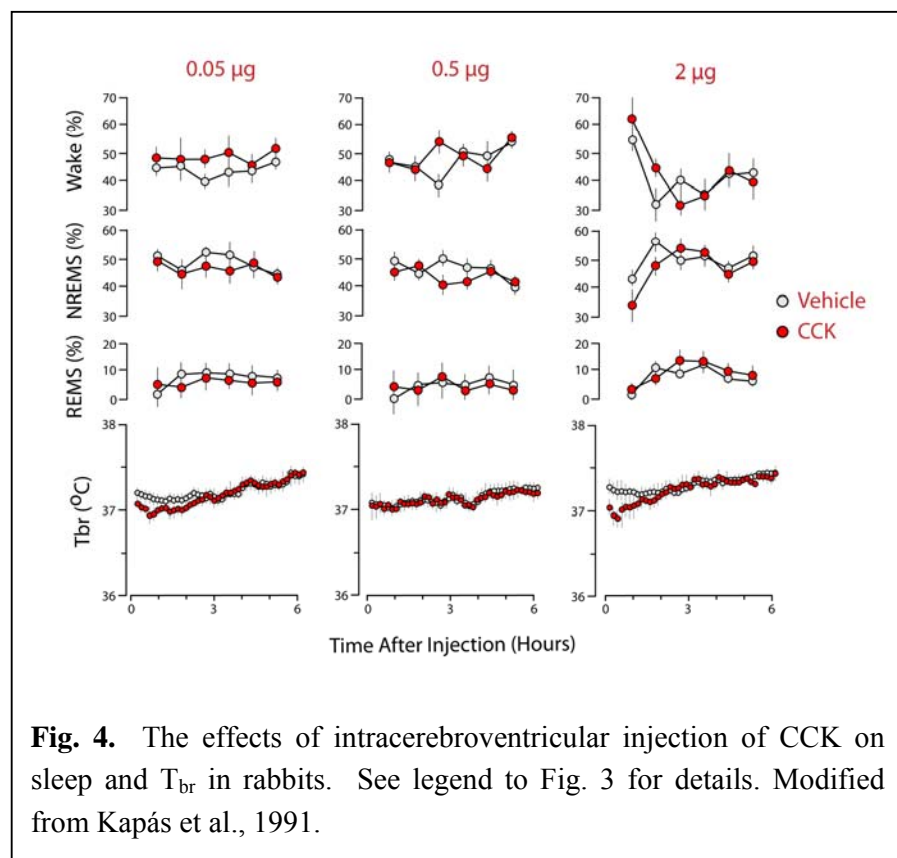 0.05 µg 0.5 µg 2 µg
Wake (%)
70 70 70
60 60 60
50 50 50
40 40 40
30 30 30
NREMS (%)
60 60 60
50 50 50
40 40 40
30 30 30
Vehicle
CCK
REMS (%)
20 20 20
10 10 10
0 0 0
Tbr (ºC)
38 38 38
37 37 37
36 36 36
0 3 6 0 3 6 0 3 6
Time After Injection (Hours)
Fig. 4. The effects of intracerebroventricular injection of CCK on
sleep and Tbr in rabbits. See legend to Fig. 3 for details. Modified
from Kapás et al., 1991.